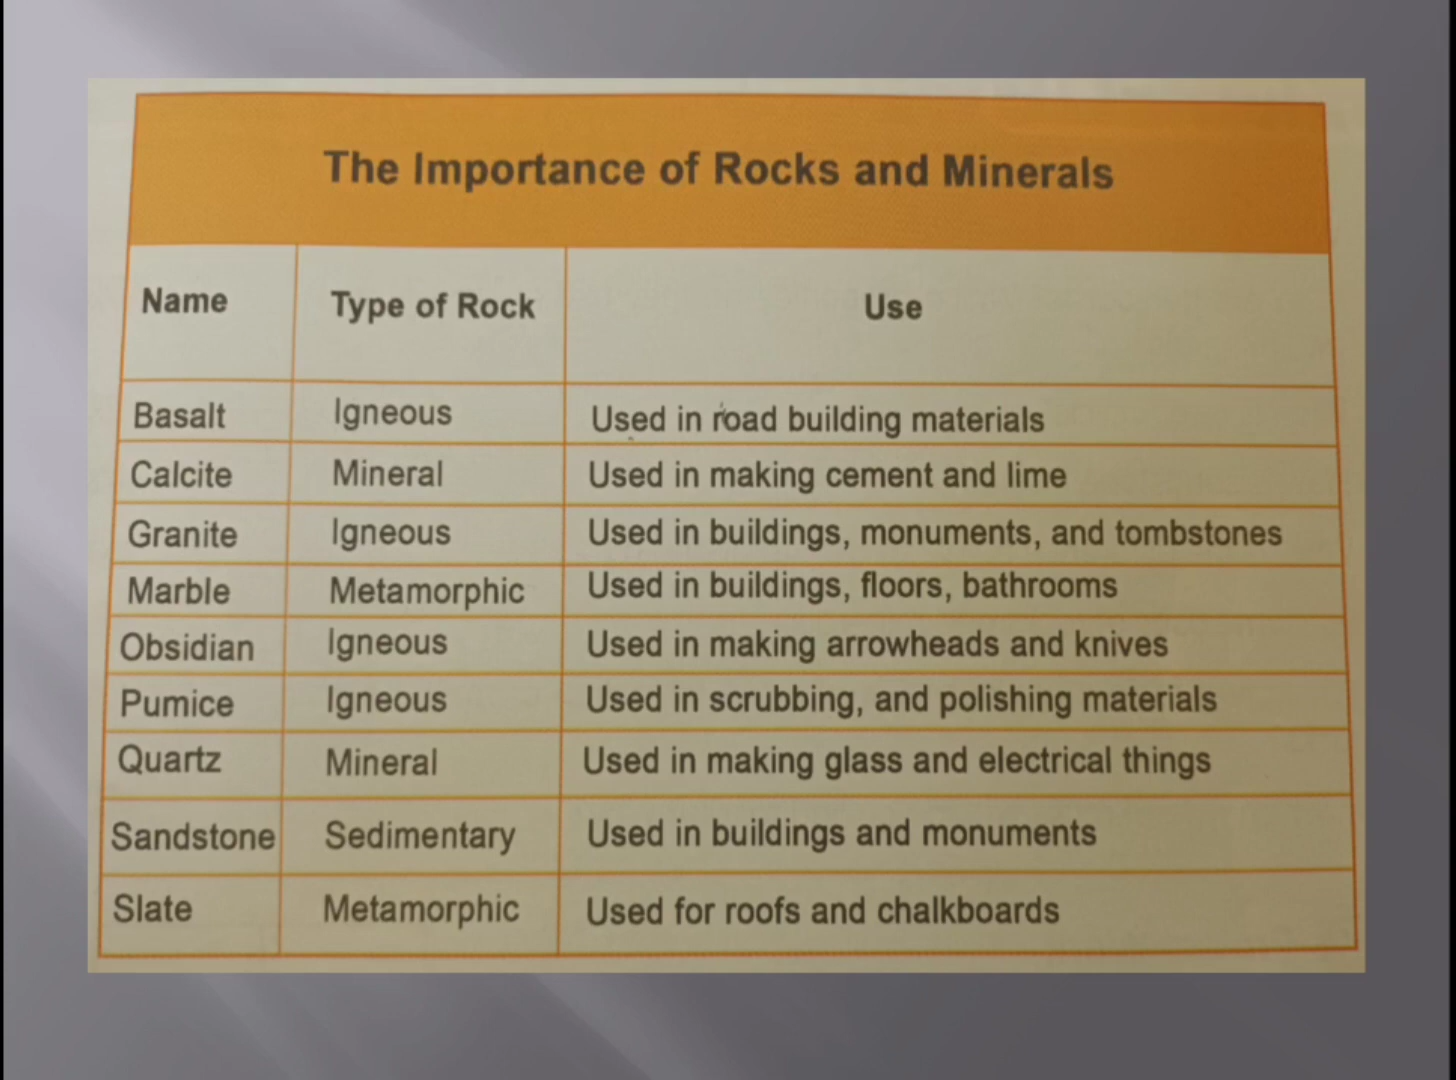 The Importance of Rocks and Minerals
Name Type of Rock Use
Basalt Igneous Used in road building materials
Calcite Mineral Used in making cement and lime
Granite Igneous Used in buildings, monuments, and tombstones
Marble Metamorphic Used in buildings, floors, bathrooms
Obsidian Igneous Used in making arrowheads and knives
Pumice Igneous Used in scrubbing, and polishing materials
Quartz Mineral Used in making glass and electrical things
Sandstone Sedimentary Used in buildings and monuments
Slate Metamorphic Used for roofs and chalkboards